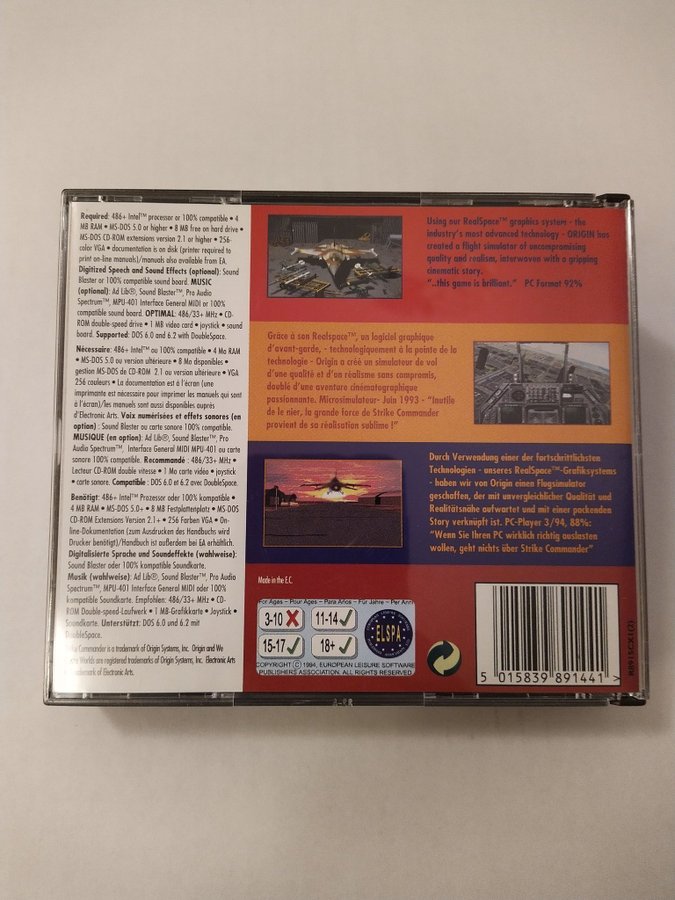 Required: 486+ Intel™ processor or 100% compatible • 4
MB RAM • MS-DOS 5.0 or higher • 8 MB free on hard drive •
MS-DOS CD-ROM extensions version 2.1 or higher • 256-
color VGA • documentation is on disk (printer required to
print on-line manuals)/manuals also available from EA.
Digitized Speech and Sound Effects (optional): Sound
Blaster or 100% compatible sound board. MUSIC
(optional): Ad Lib®, Sound Blaster™, Pro Audio
Spectrum™, MPU-401 Interface General MIDI or 100%
compatible sound board. OPTIMAL: 486/33+ MHz • CD-
ROM double-speed drive • 1 MB video card • joystick • sound
board. Supported: DOS 6.0 and 6.2 with DoubleSpace.
Nécessaire: 486+ Intel™ ou 100% compatible • 4 Mo RAM
• MS-DOS 5.0 ou version ultérieure • 8 Mo disponibles •
gestion MS-DOS de CD-ROM 2.1 ou version ultérieure • VGA
256 couleurs • La documentation est à l'écran (une
imprimante est nécessaire pour imprimer les manuels qui sont
à l'écran)/les manuels sont aussi disponibles auprès
d'Electronic Arts. Voix numérisées et effets sonores (en
option) : Sound Blaster ou carte sonore 100% compatible.
MUSIQUE (en option): Ad Lib®, Sound Blaster™, Pro
Audio Spectrum™, Interface General MIDI MPU-401 ou carte
sonore 100% compatible. Recommandé : 486/33+ MHz •
Lecteur CD-ROM double vitesse • 1 Mo carte vidéo • joystick
• carte sonore. Compatible : DOS 6.0 et 6.2 avec DoubleSpace.
Benötigt: 486+ Intel™ Prozessor oder 100% kompatible •
4 MB RAM • MS-DOS 5.0+ • 8 MB Festplattenplotz • MS-DOS
CD-ROM Extensions Version 2.1+ • 256 Farben VGA • On-
line-Dokumentation (zum Ausdrucken des Handbuchs wird
Drucker benötigt)/Handbuch ist außerdem bei EA erhältlich.
Digitalisierte Sprache und Soundeffekte (wahlweise):
Sound Blaster oder 100% kompatible Soundkarte.
Musik (wahlweise): Ad Lib®, Sound Blaster™, Pro Audio
Spectrum™, MPU-401 Interface General MIDI oder 100%
kompatible Soundkarte. Empfohlen: 486/33+ MHz • CD-
ROM Double-speed-Laufwerk • 1 MB-Grafikkarte • Joystick •
Soundkarte. Unterstützt: DOS 6.0 und 6.2 mit
DoubleSpace.
Commander is a trademark of Origin Systems, Inc. Origin and We
Worlds are registered trademarks of Origin Systems, Inc. Electronic Arts
trademark of Electronic Arts.
Using our RealSpace™ graphics system - the
industry's most advanced technology - ORIGIN has
created a flight simulator of uncompromising
quality and realism, interwoven with a gripping
cinematic story.
"..this game is brilliant." PC Format 92%
Grâce à son Realspace™, un logiciel graphique
d'avant-garde, - technologiquement à la pointe de la
technologie - Origin a créé un simulateur de vol
d'une qualité et d'un réalisme sans compromis,
doublé d'une aventure cinématographique
passionnante. Microsimulateur- Juin 1993 - "Inutile
de le nier, la grande force de Strike Commander
provient de sa réalisation sublime !"
Durch Verwendung einer der fortschrittlichsten
Technologien - unseres RealSpace™-Grafiksystems
- haben wir von Origin einen Flugsimulator
geschaffen, der mit unvergleichlicher Qualität und
Realitätsnähe aufwartet und mit einer packenden
Story verknüpft ist. PC-Player 3/94, 88%:
"Wenn Sie Ihren PC wirklich richtig auslasten
wollen, geht nichts über Strike Commander"
Made in the E.C.
For Ages – Pour Ages – Para Años – Für Jahre – Per Anni
3-10 11-14
15-17 18+
ELSPA
COPYRIGHT © 1994, EUROPEAN LEISURE SOFTWARE
PUBLISHERS ASSOCIATION. ALL RIGHTS RESERVED
5 015839 891441 >